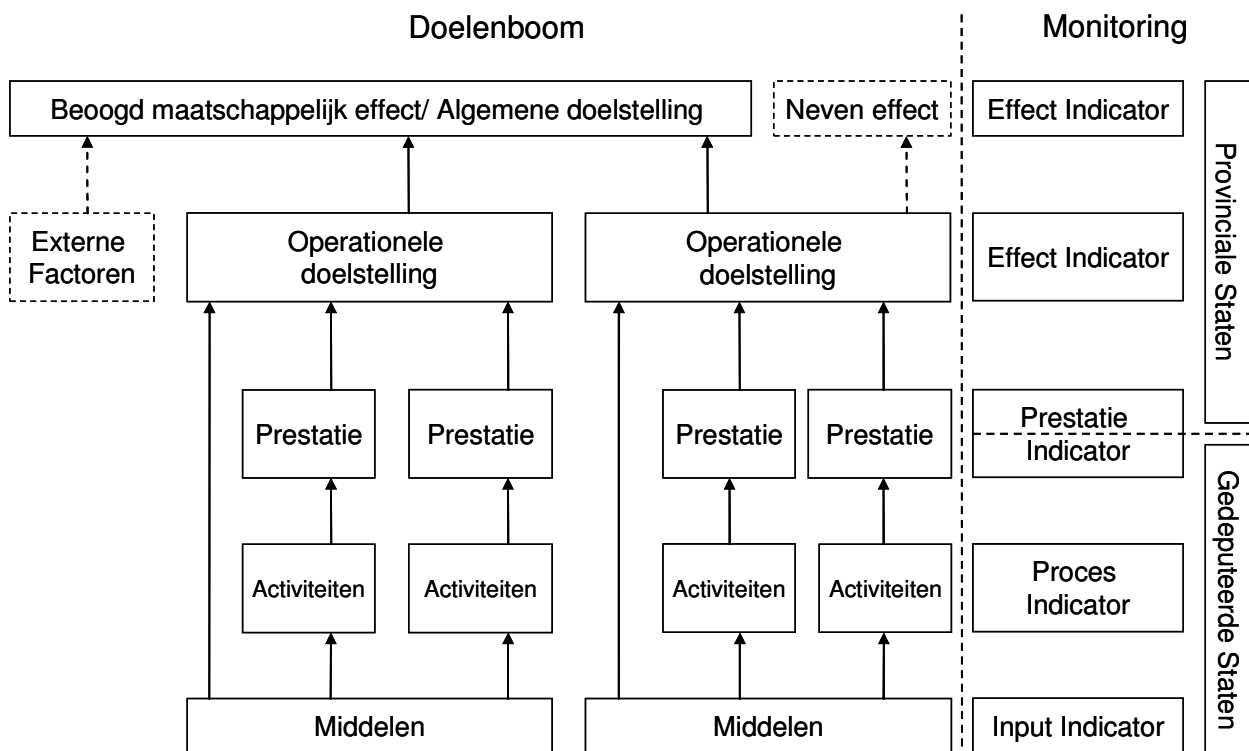 Doelenboom
Monitoring
Beoogd maatschappelijk effect/ Algemene doelstelling
Neven effect
Effect Indicator
Externe
Factoren
Operationele
doelstelling
Operationele
doelstelling
Effect Indicator
Provinciale Staten
Prestatie
Prestatie
Prestatie
Prestatie
Prestatie
Indicator
Activiteiten
Activiteiten
Activiteiten
Activiteiten
Proces
Indicator
Gedeputeerde Staten
Middelen
Middelen
Input Indicator